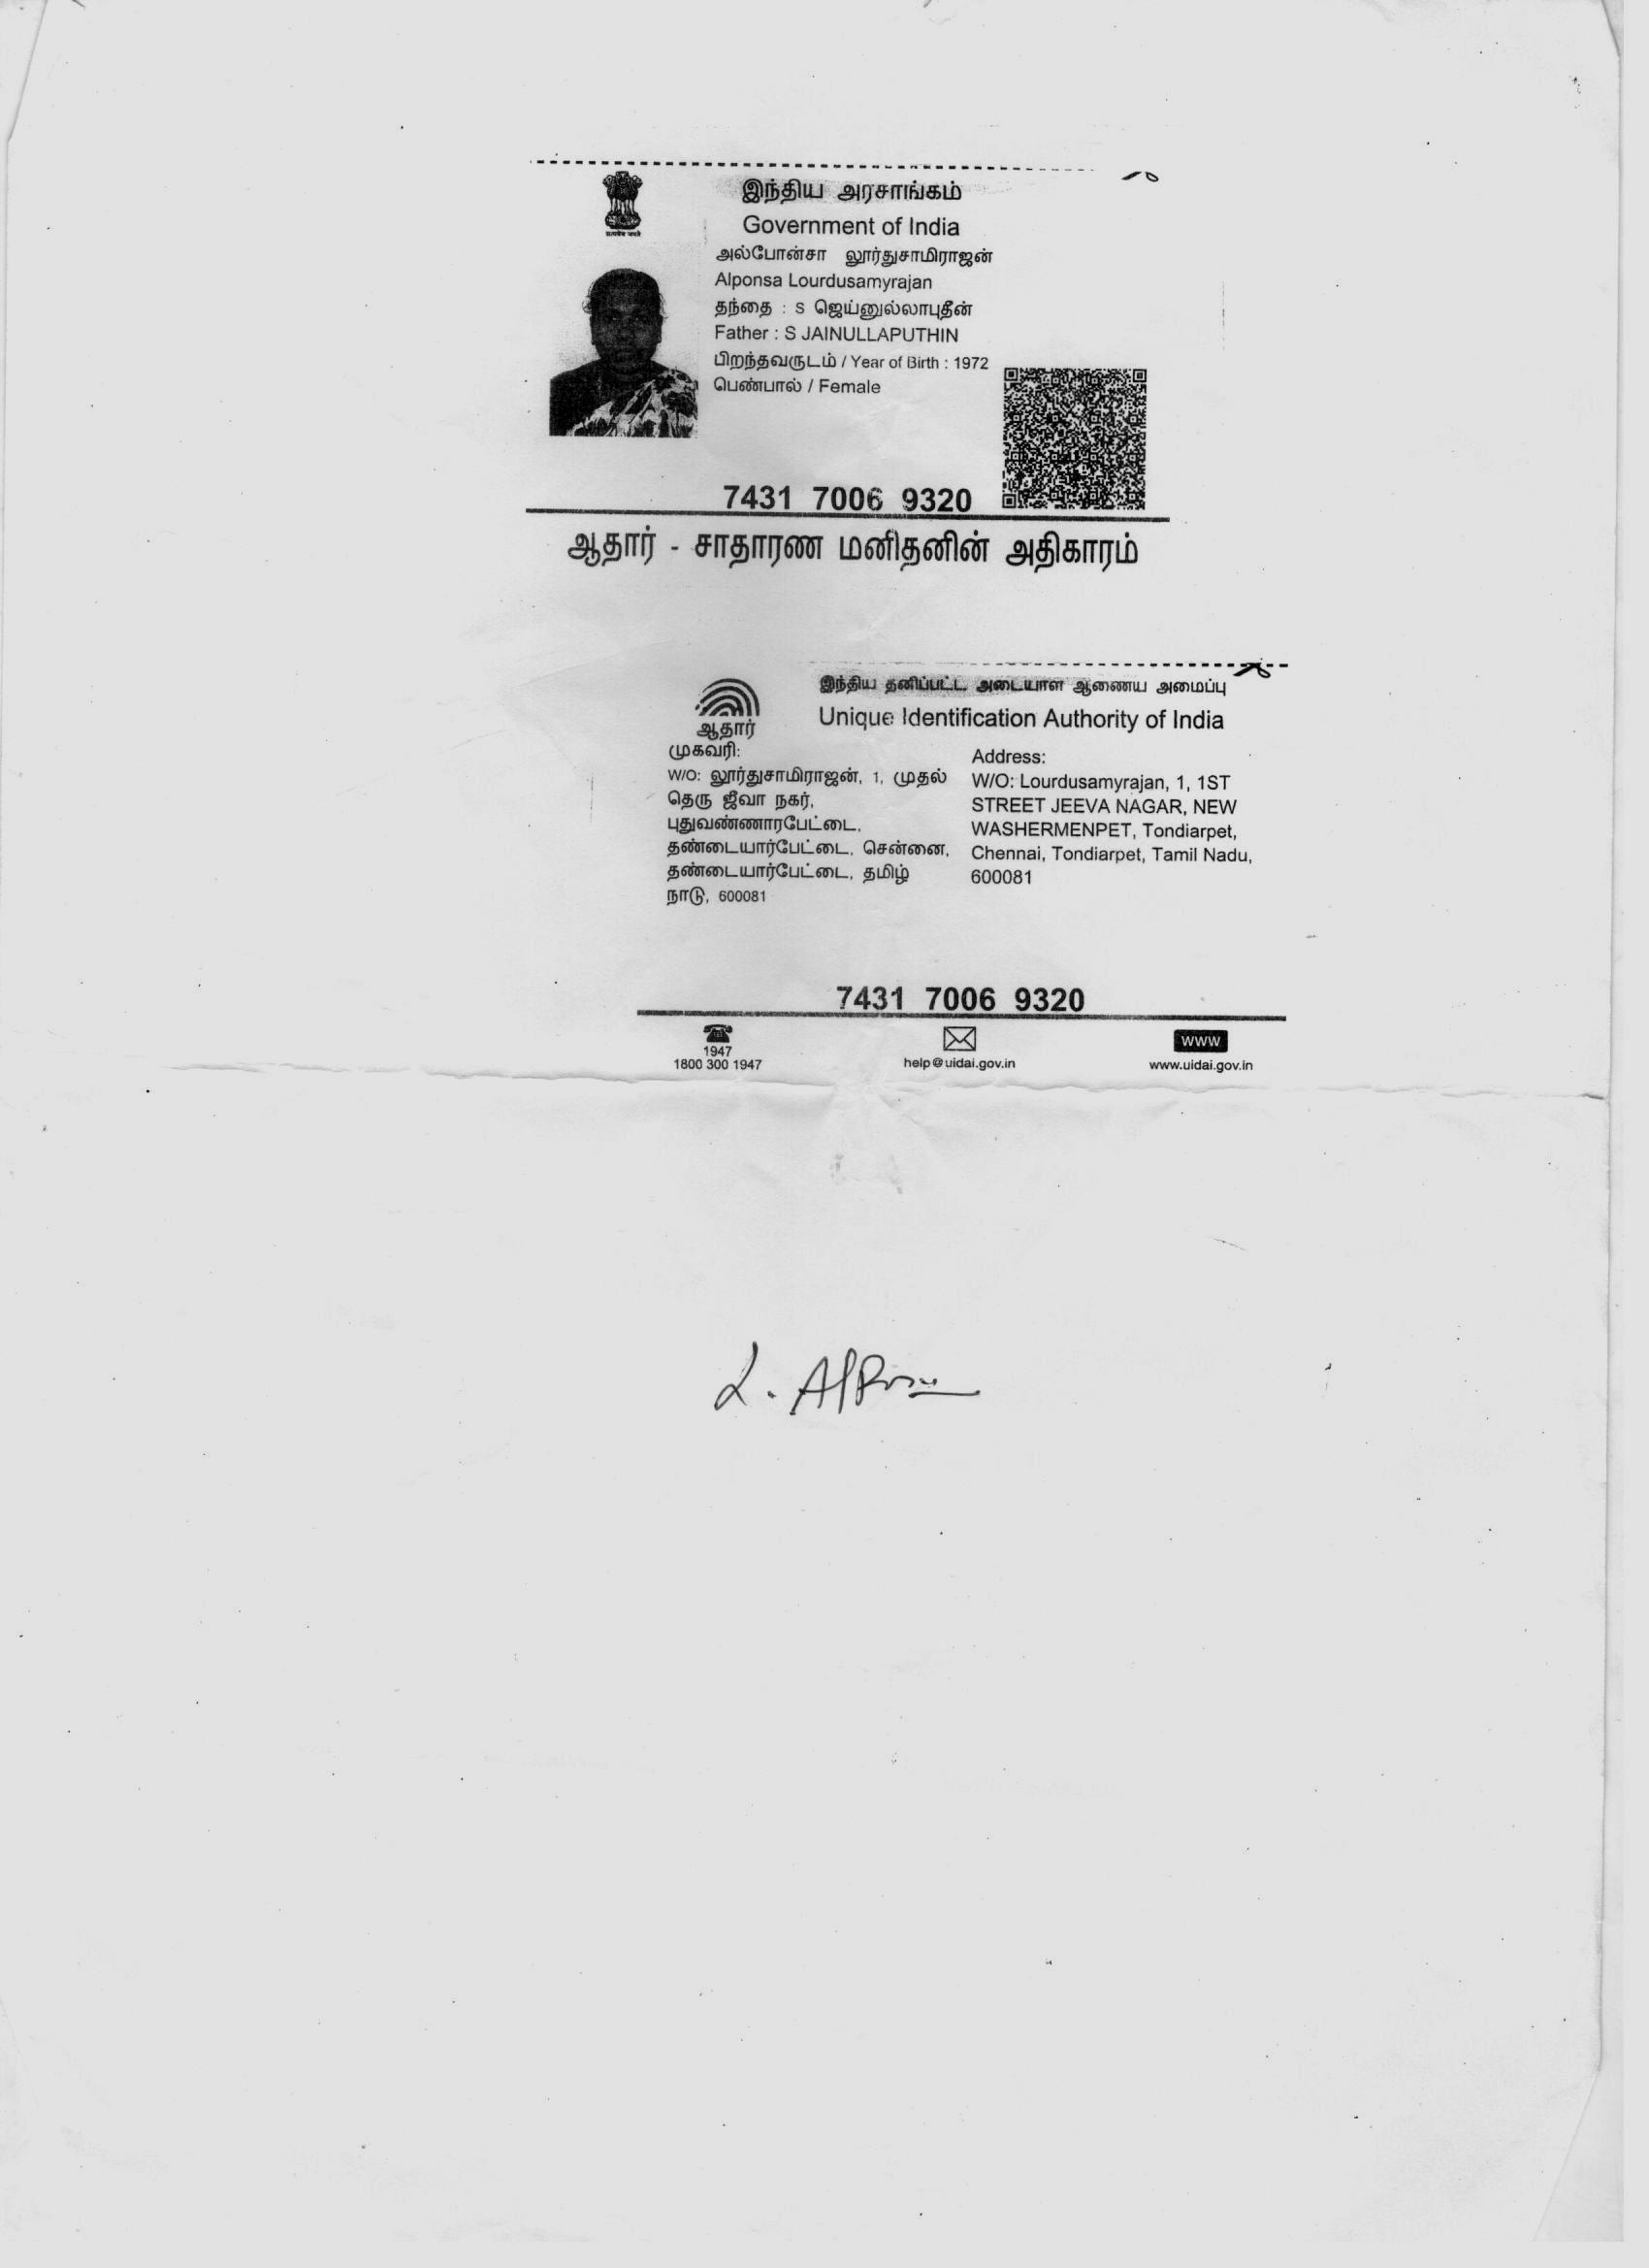 இந்திய அரசாங்கம்
Government of India
அல்போன்சா லூர்துசாமிராஜன்
Alponsa Lourdusamyrajan
தந்தை : S ஜெய்னுல்லாபுதீன்
Father : S JAINULLAPUTHIN
பிறந்தவருடம் / Year of Birth : 1972
பெண்பால் / Female
7431 7006 9320
ஆதார் - சாதாரண மனிதனின் அதிகாரம்
இந்திய தனிப்பட்ட அடையாள ஆணைய அமைப்பு
Unique Identification Authority of India
ஆதார்
முகவரி:
W/O: லூர்துசாமிராஜன், 1, முதல்
தெரு ஜீவா நகர்,
புதுவண்ணாரபேட்டை,
தண்டையார்பேட்டை, சென்னை,
தண்டையார்பேட்டை, தமிழ்
நாடு, 600081
Address:
W/O: Lourdusamyrajan, 1, 1ST
STREET JEEVA NAGAR, NEW
WASHERMENPET, Tondiarpet,
Chennai, Tondiarpet, Tamil Nadu,
600081
7431 7006 9320
1947
1800 300 1947
help@uidai.gov.in
WWW
www.uidai.gov.in